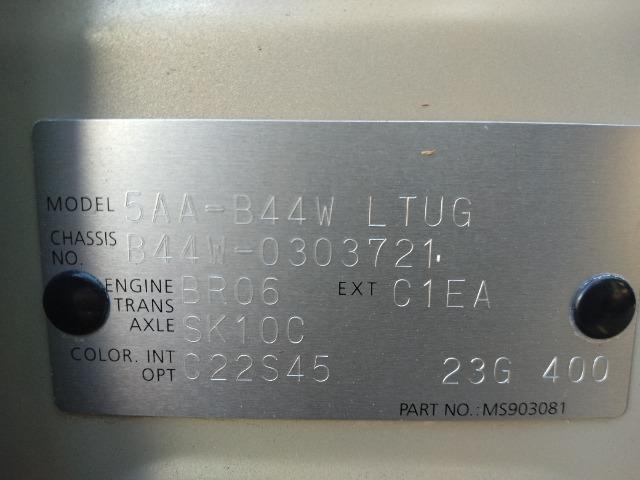 MODEL 5AA-B44W LTUG
CHASSIS NO. B44W-0303721
ENGINE BR06 EXT C1EA
TRANS AXLE SK10C
COLOR. INT OPT C22S45 23G 400
PART NO.: MS903081